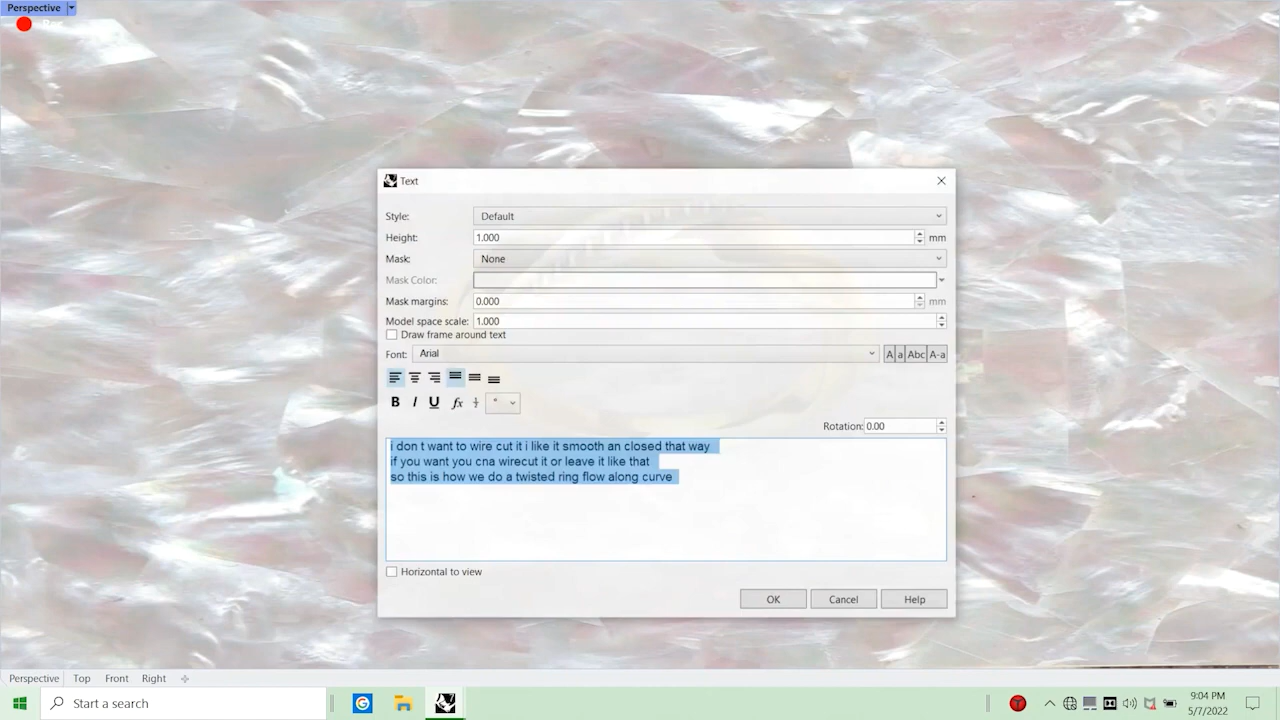 Perspective
Text
Style:
Default
Height:
1.000
mm
Mask:
None
Mask Color:
Mask margins:
0.000
mm
Model space scale:
1.000
Draw frame around text
Font:
Arial
A a Abc A-a
B I U fx
Rotation:
0.00
i don t want to wire cut it i like it smooth an closed that way
if you want you cna wirecut it or leave it like that
so this is how we do a twisted ring flow along curve
Horizontal to view
OK Cancel Help
Perspective Top Front Right
Start a search
9:04 PM
5/7/2022